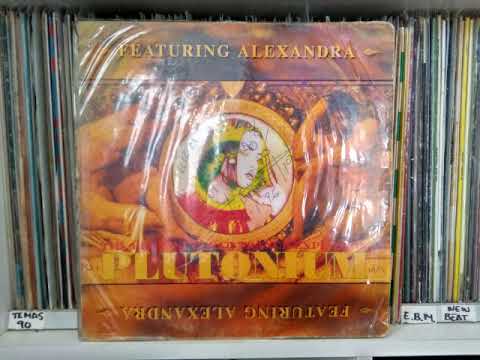 FEATURING ALEXANDRA
PLUTONIUM
FEATURING ALEXANDRA
TEMAS
90
E.B.M.
NEW
BEAT